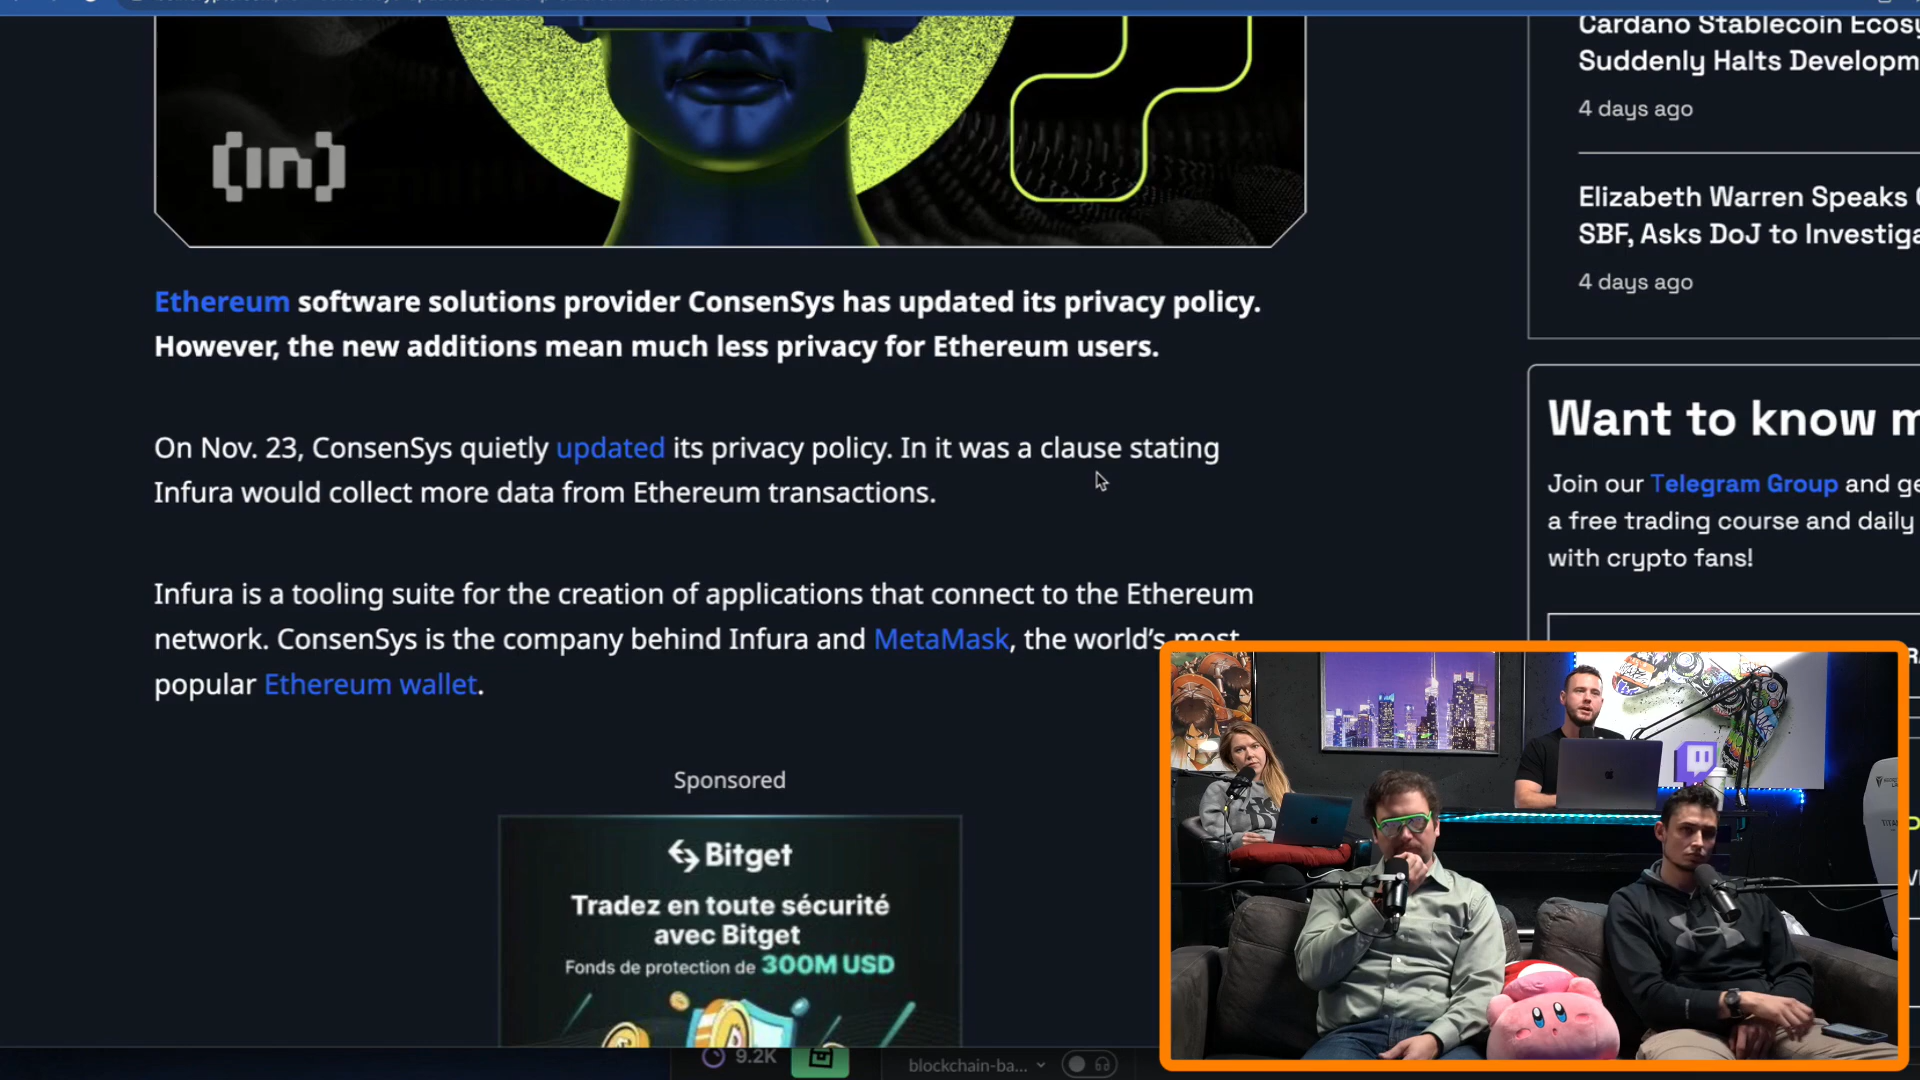 [in]
Ethereum software solutions provider ConsenSys has updated its privacy policy.
However, the new additions mean much less privacy for Ethereum users.
On Nov. 23, ConsenSys quietly updated its privacy policy. In it was a clause stating
Infura would collect more data from Ethereum transactions.
Infura is a tooling suite for the creation of applications that connect to the Ethereum
network. ConsenSys is the company behind Infura and MetaMask, the world's most
popular Ethereum wallet.
Sponsored
Bitget
Tradez en toute sécurité
avec Bitget
Fonds de protection de 300M USD
Cardano Stablecoin
Suddenly Halts
4 days ago
Elizabeth Warren Speaks
SBF, Asks DoJ to
4 days ago
Want to know
Join our Telegram Group and
a free trading course and daily
with crypto fans!
9.2K
blockchain-ba...